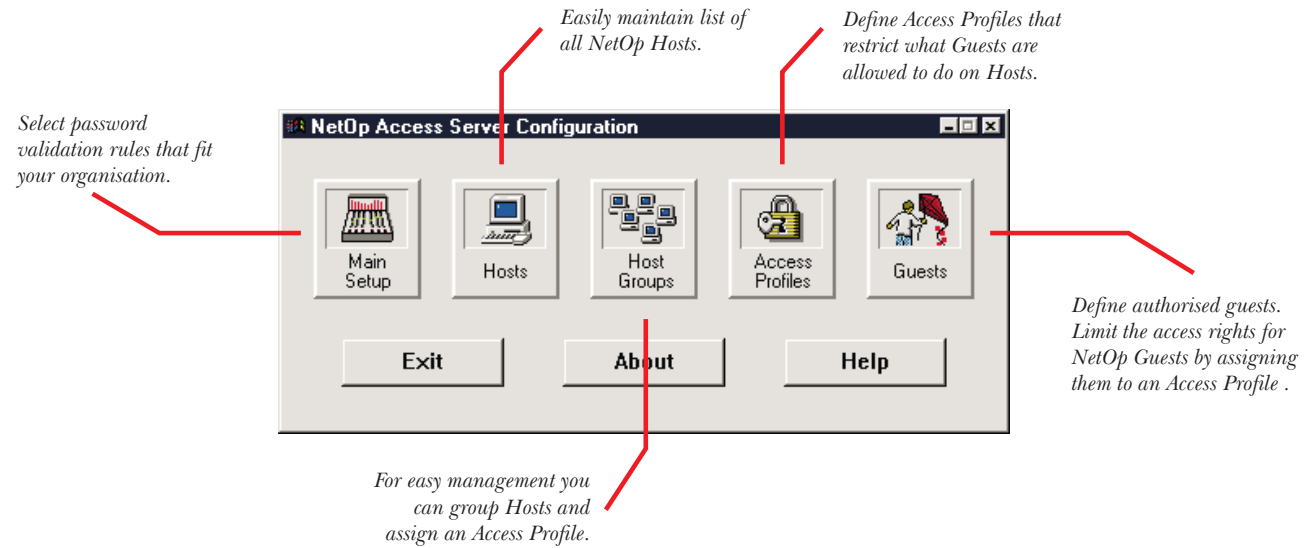 Easily maintain list of
all NetOp Hosts.
Define Access Profiles that
restrict what Guests are
allowed to do on Hosts.
Select password
validation rules that fit
your organisation.
NetOp Access Server Configuration
Main
Setup
Hosts
Host
Groups
Access
Profiles
Guests
Exit
About
Help
Define authorised guests.
Limit the access rights for
NetOp Guests by assigning
them to an Access Profile .
For easy management you
can group Hosts and
assign an Access Profile.